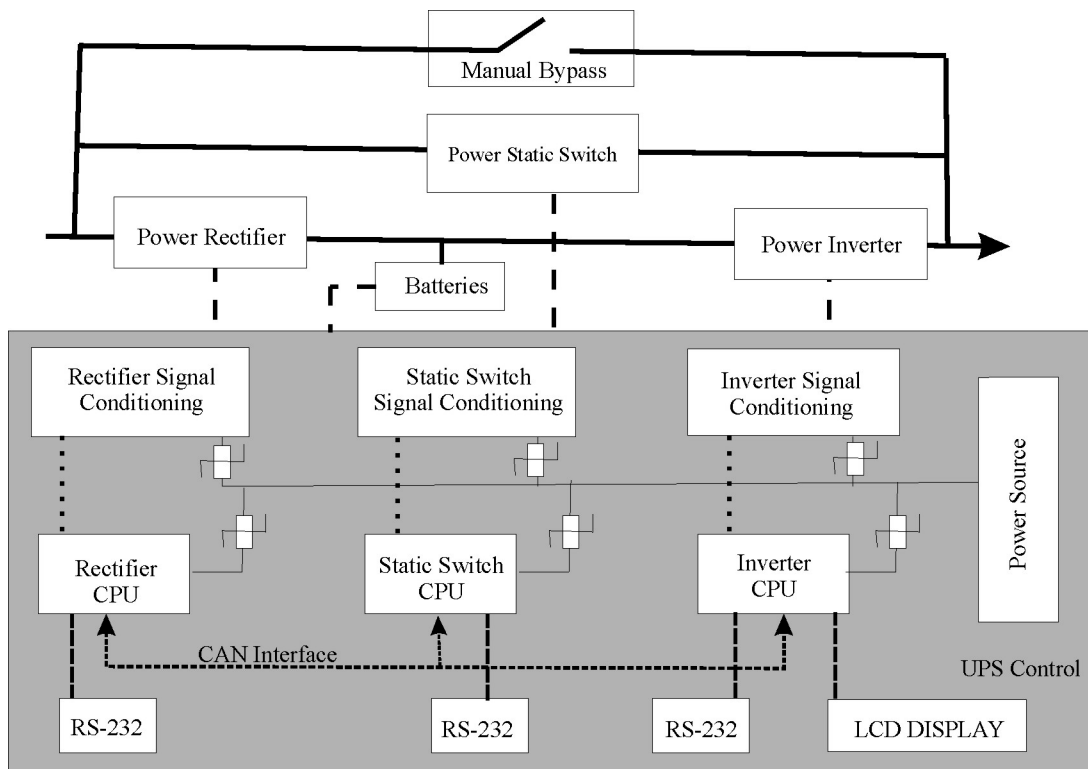 Manual Bypass
Power Static Switch
Power Rectifier
Power Inverter
Batteries
Rectifier Signal
Conditioning
Static Switch
Signal Conditioning
Inverter Signal
Conditioning
Power Source
Rectifier
CPU
Static Switch
CPU
Inverter
CPU
CAN Interface
UPS Control
RS-232
RS-232
RS-232
LCD DISPLAY